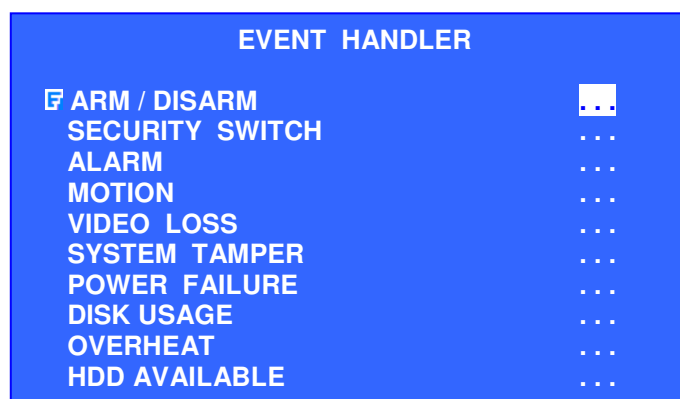 EVENT HANDLER
ARM / DISARM ...
SECURITY SWITCH ...
ALARM ...
MOTION ...
VIDEO LOSS ...
SYSTEM TAMPER ...
POWER FAILURE ...
DISK USAGE ...
OVERHEAT ...
HDD AVAILABLE ...